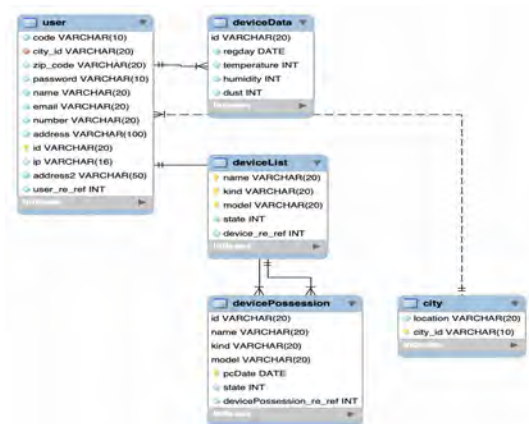 user
code VARCHAR(10)
city_id VARCHAR(20)
zip_code VARCHAR(20)
password VARCHAR(10)
name VARCHAR(20)
email VARCHAR(20)
number VARCHAR(20)
address VARCHAR(100)
id VARCHAR(20)
ip VARCHAR(16)
address2 VARCHAR(50)
user_re_ref INT
deviceData
id VARCHAR(20)
regday DATE
temperature INT
humidity INT
dust INT
deviceList
name VARCHAR(20)
kind VARCHAR(20)
model VARCHAR(20)
state INT
device_re_ref INT
devicePossession
id VARCHAR(20)
name VARCHAR(20)
kind VARCHAR(20)
model VARCHAR(20)
pcDate DATE
state INT
devicePossession_re_ref INT
city
location VARCHAR(20)
city_id VARCHAR(10)